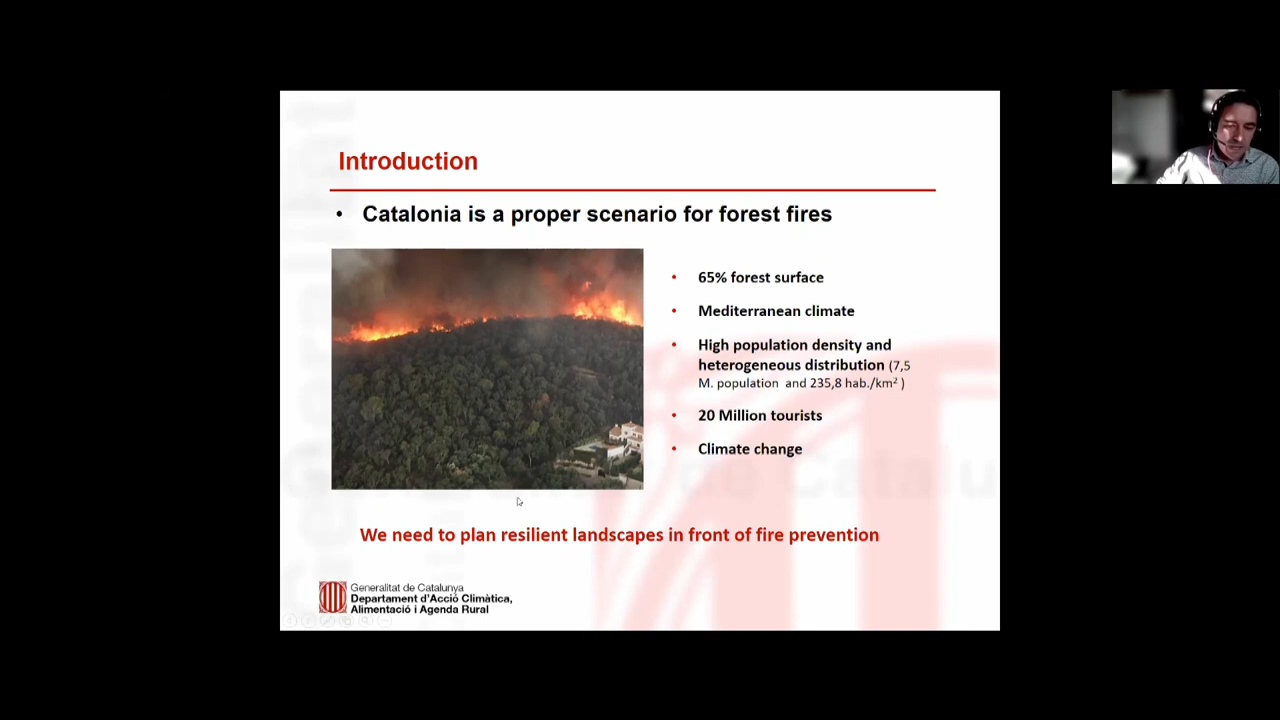 Introduction
• Catalonia is a proper scenario for forest fires
• 65% forest surface
• Mediterranean climate
• High population density and
heterogeneous distribution (7,5
M. population and 235,8 hab./km² )
• 20 Million tourists
• Climate change
We need to plan resilient landscapes in front of fire prevention
Generalitat de Catalunya
Departament d'Acció Climàtica,
Alimentació i Agenda Rural